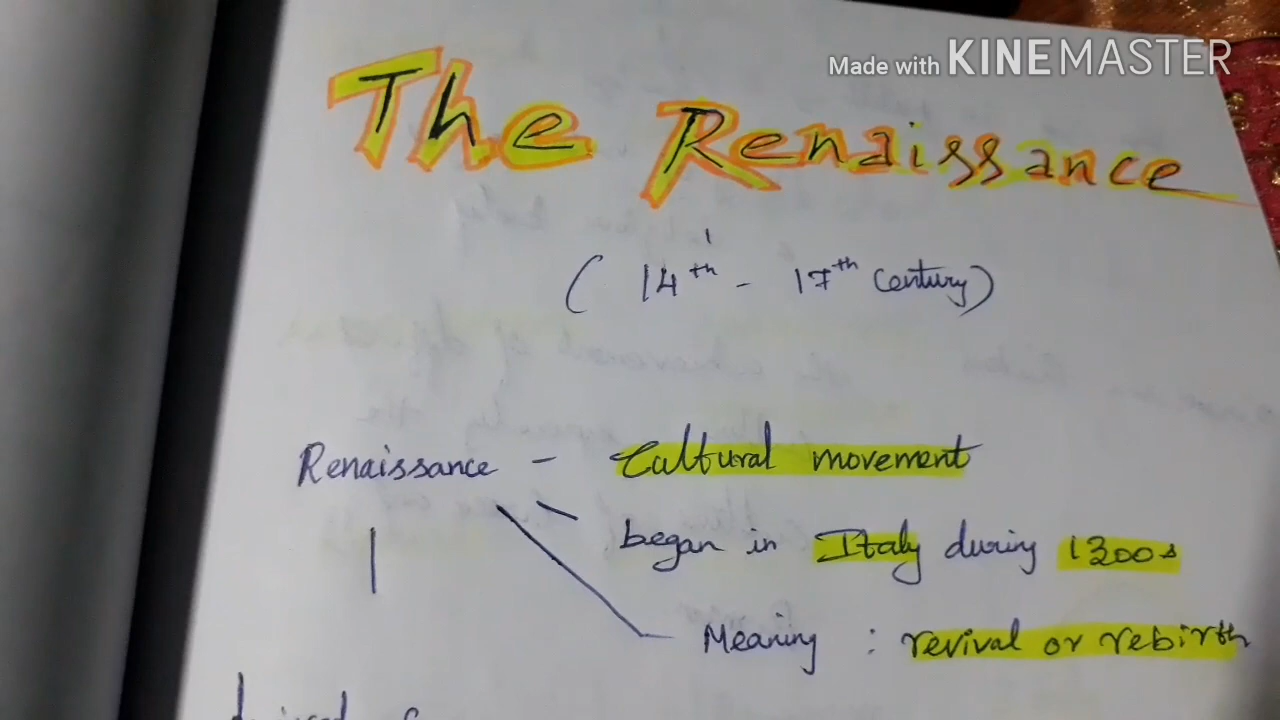 Made with KINEMASTER
The Renaissance
( 14th - 17th Century)
Renaissance - Cultural movement
began in Italy during 1300s
Meaning : revival or rebirth